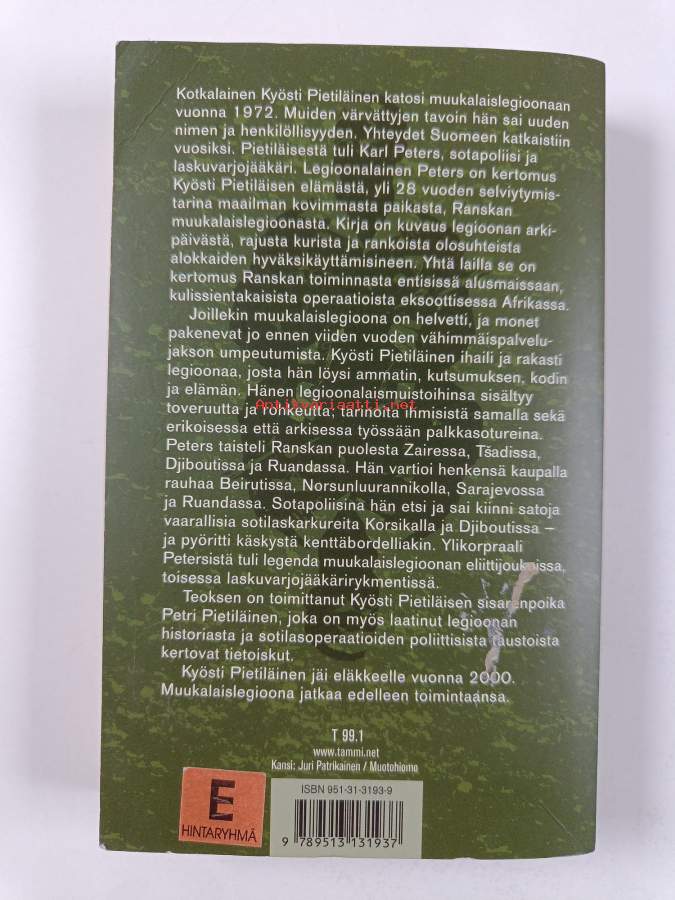 Kotkalainen Kyösti Pietiläinen katosi muukalaislegioonaan
vuonna 1972. Muiden värvättyjen tavoin hän sai uuden
nimen ja henkilöllisyyden. Yhteydet Suomeen katkaistiin
vuosiksi. Pietiläisestä tuli Karl Peters, sotapoliisi ja
laskuvarjojääkäri. Legioonalainen Peters on kertomus
Kyösti Pietiläisen elämästä, yli 28 vuoden selviytymis-
tarina maailman kovimmasta paikasta, Ranskan
muukalaislegioonasta. Kirja on kuvaus legioonan arki-
päivästä, rajusta kurista ja rankoista olosuhteista
alokkaiden hyväksikäyttämisineen. Yhtä lailla se on
kertomus Ranskan toiminnasta entisissä alusmaissaan,
kulissientakaisista operaatioista eksoottisessa Afrikassa.
Joillekin muukalaislegioona on helvetti, ja monet
pakenevat jo ennen viiden vuoden vähimmäispalvelu-
jakson umpeutumista. Kyösti Pietiläinen ihaili ja rakasti
legioonaa, josta hän löysi ammatin, kutsumuksen, kodin
ja elämän. Hänen legioonalaismuistoihinsa sisältyy
toveruutta ja rohkeutta, tarinoita ihmisistä samalla sekä
Antikvariaatti.net
erikoisessa että arkisessa työssään palkkasotureina.
Peters taisteli Ranskan puolesta Zairessa, Tšadissa,
Djiboutissa ja Ruandassa. Hän vartioi henkensä kaupalla
rauhaa Beirutissa, Norsunluurannikolla, Sarajevossa
ja Ruandassa. Sotapoliisina hän etsi ja sai kiinni satoja
vaarallisia sotilaskarkureita Korsikalla ja Djiboutissa –
ja pyöritti käskystä kenttäbordelliakin. Ylikorpraali
Petersistä tuli legenda muukalaislegioonan eliittijoukoissa,
toisessa laskuvarjojääkärirykmentissä.
Teoksen on toimittanut Kyösti Pietiläisen sisarenpoika
Petri Pietiläinen, joka on myös laatinut legioonan
historiasta ja sotilasoperaatioiden poliittisista taustoista
kertovat tietoiskut.
Kyösti Pietiläinen jäi eläkkeelle vuonna 2000.
Muukalaislegioona jatkaa edelleen toimintaansa.
T 99.1
www.tammi.net
Kansi: Juri Patrikainen / Muotohiomo
ISBN 951-31-3193-9
E
HINTARYHMÄ
9 789513 131937